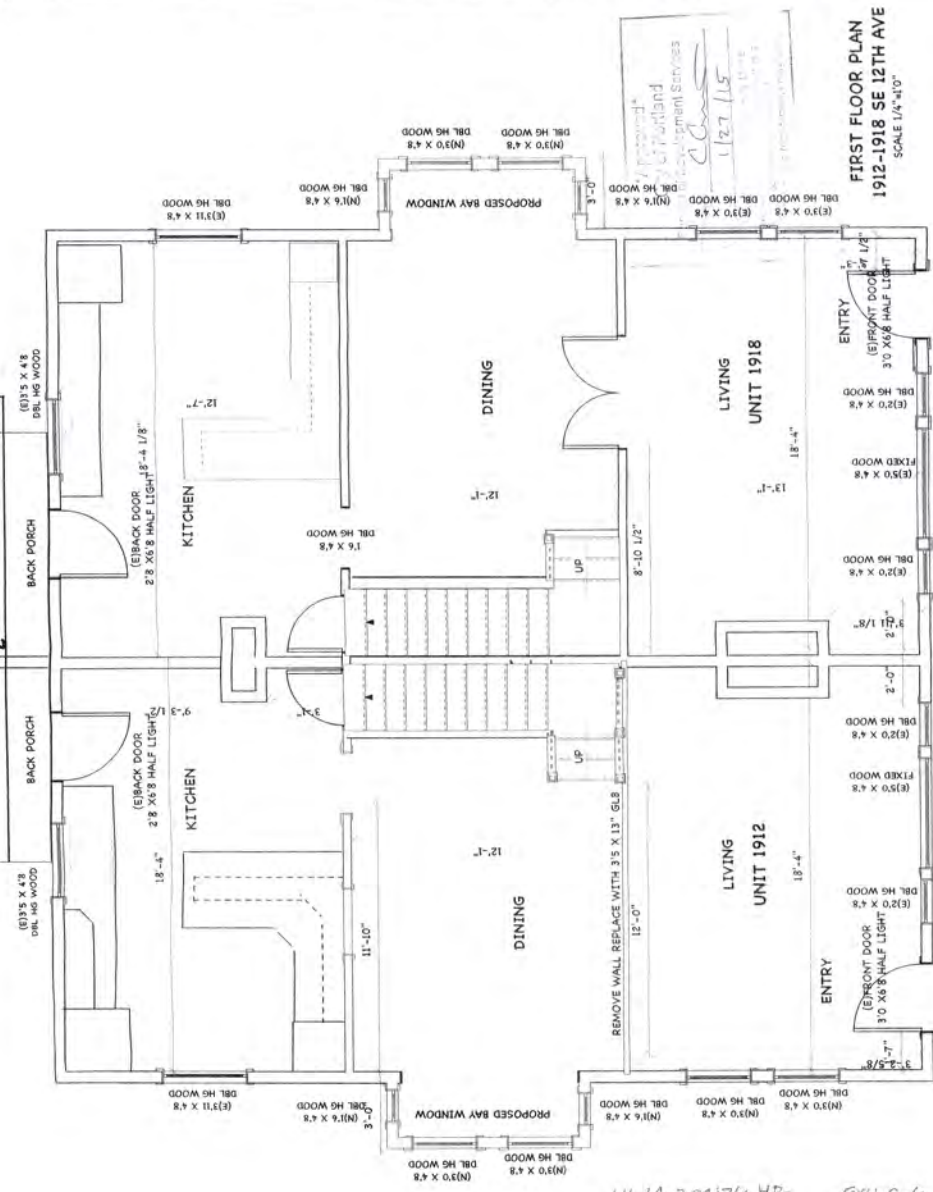 BACK PORCH
BACK PORCH
(E)3'5 X 4'8
DBL HG WOOD
(E)3'5 X 4'8
DBL HG WOOD
(E)BACK DOOR
2'8 X6'8 HALF LIGHT
18'-4"
KITCHEN
9'-3 1/2"
3'-1"
(E)BACK DOOR
2'8 X6'8 HALF LIGHT
18'-4 1/8"
KITCHEN
12'-7"
(E)3'11 X 4'8
DBL HG WOOD
(E)3'11 X 4'8
DBL HG WOOD
1'6 X 4'8
DBL HG WOOD
11'-10"
(N)1'6 X 4'8
DBL HG WOOD
3'-0"
PROPOSED BAY WINDOW
(N)3'0 X 4'8
DBL HG WOOD
(N)3'0 X 4'8
DBL HG WOOD
(N)1'6 X 4'8
DBL HG WOOD
DINING
12'-1"
UP
REMOVE WALL REPLACE WITH 3'5 X 13" GLB
(N)1'6 X 4'8
DBL HG WOOD
PROPOSED BAY WINDOW
(N)3'0 X 4'8
DBL HG WOOD
(N)3'0 X 4'8
DBL HG WOOD
3'-0"
(N)1'6 X 4'8
DBL HG WOOD
DINING
12'-1"
UP
8'-10 1/2"
12'-0"
LIVING
UNIT 1912
18'-4"
(N)3'0 X 4'8
DBL HG WOOD
(N)3'0 X 4'8
DBL HG WOOD
ENTRY
(E)FRONT DOOR
3'0 X6'8 HALF LIGHT
(E)2'0 X 4'8
DBL HG WOOD
(E)5'0 X 4'8
FIXED WOOD
(E)2'0 X 4'8
DBL HG WOOD
2'-0"
2'-0"
3'-11 1/8"
LIVING
UNIT 1918
18'-4"
13'-1"
(E)3'0 X 4'8
DBL HG WOOD
(E)3'0 X 4'8
DBL HG WOOD
ENTRY
(E)FRONT DOOR
3'0 X6'8 HALF LIGHT
(E)2'0 X 4'8
DBL HG WOOD
(E)5'0 X 4'8
FIXED WOOD
(E)2'0 X 4'8
DBL HG WOOD
of Portland
Development Services
1/27/15
FIRST FLOOR PLAN
1912-1918 SE 12TH AVE
SCALE 1/4"=1'0"